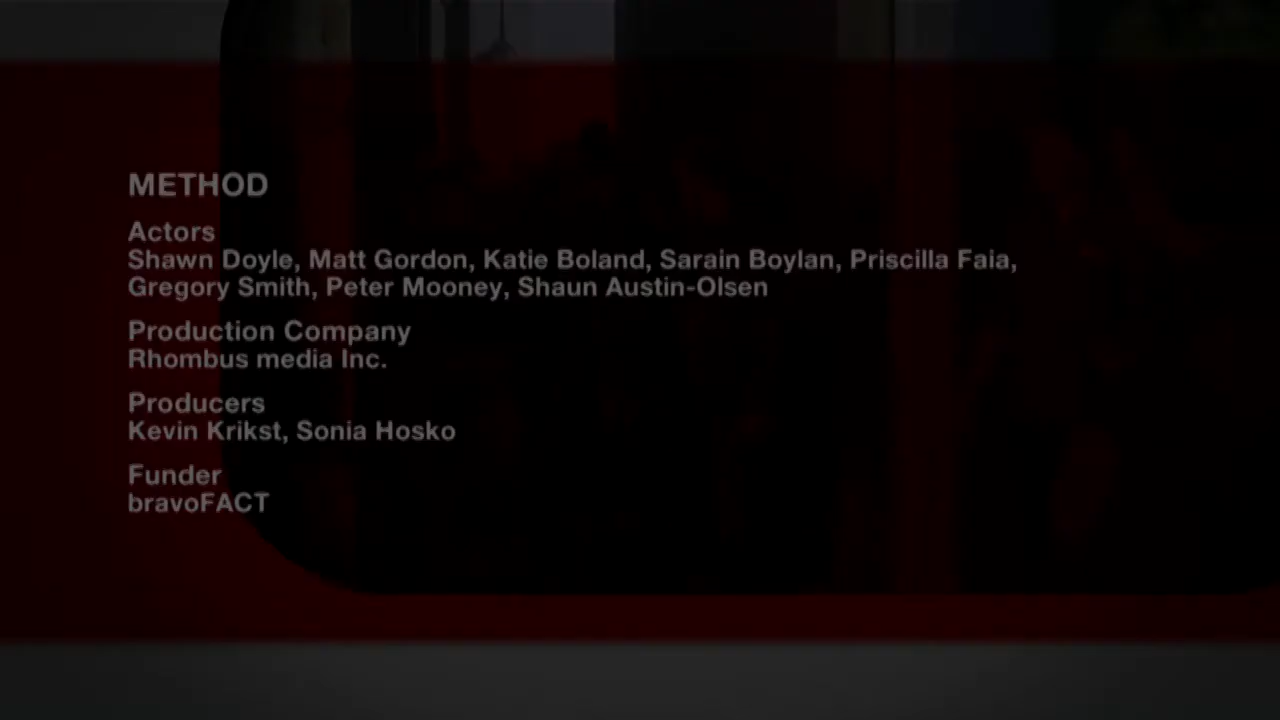 METHOD
Actors
Shawn Doyle, Matt Gordon, Katie Boland, Sarain Boylan, Priscilla Faia,
Gregory Smith, Peter Mooney, Shaun Austin-Olsen
Production Company
Rhombus media Inc.
Producers
Kevin Krikst, Sonia Hosko
Funder
bravoFACT